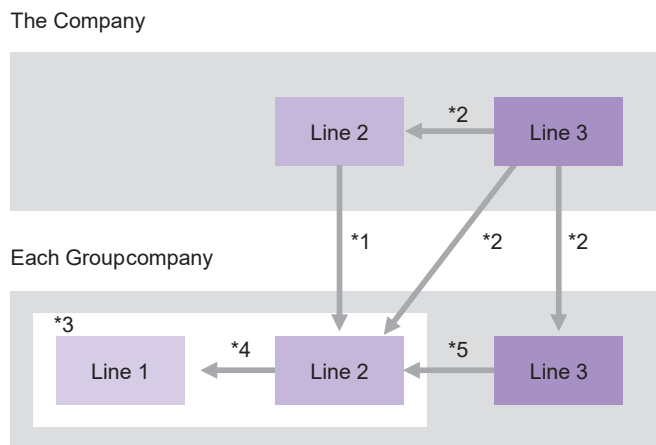 The Company
*2
Line 2
Line 3
*1
*2
*2
Each Groupcompany
*3
*4
*5
Line 1
Line 2
Line 3